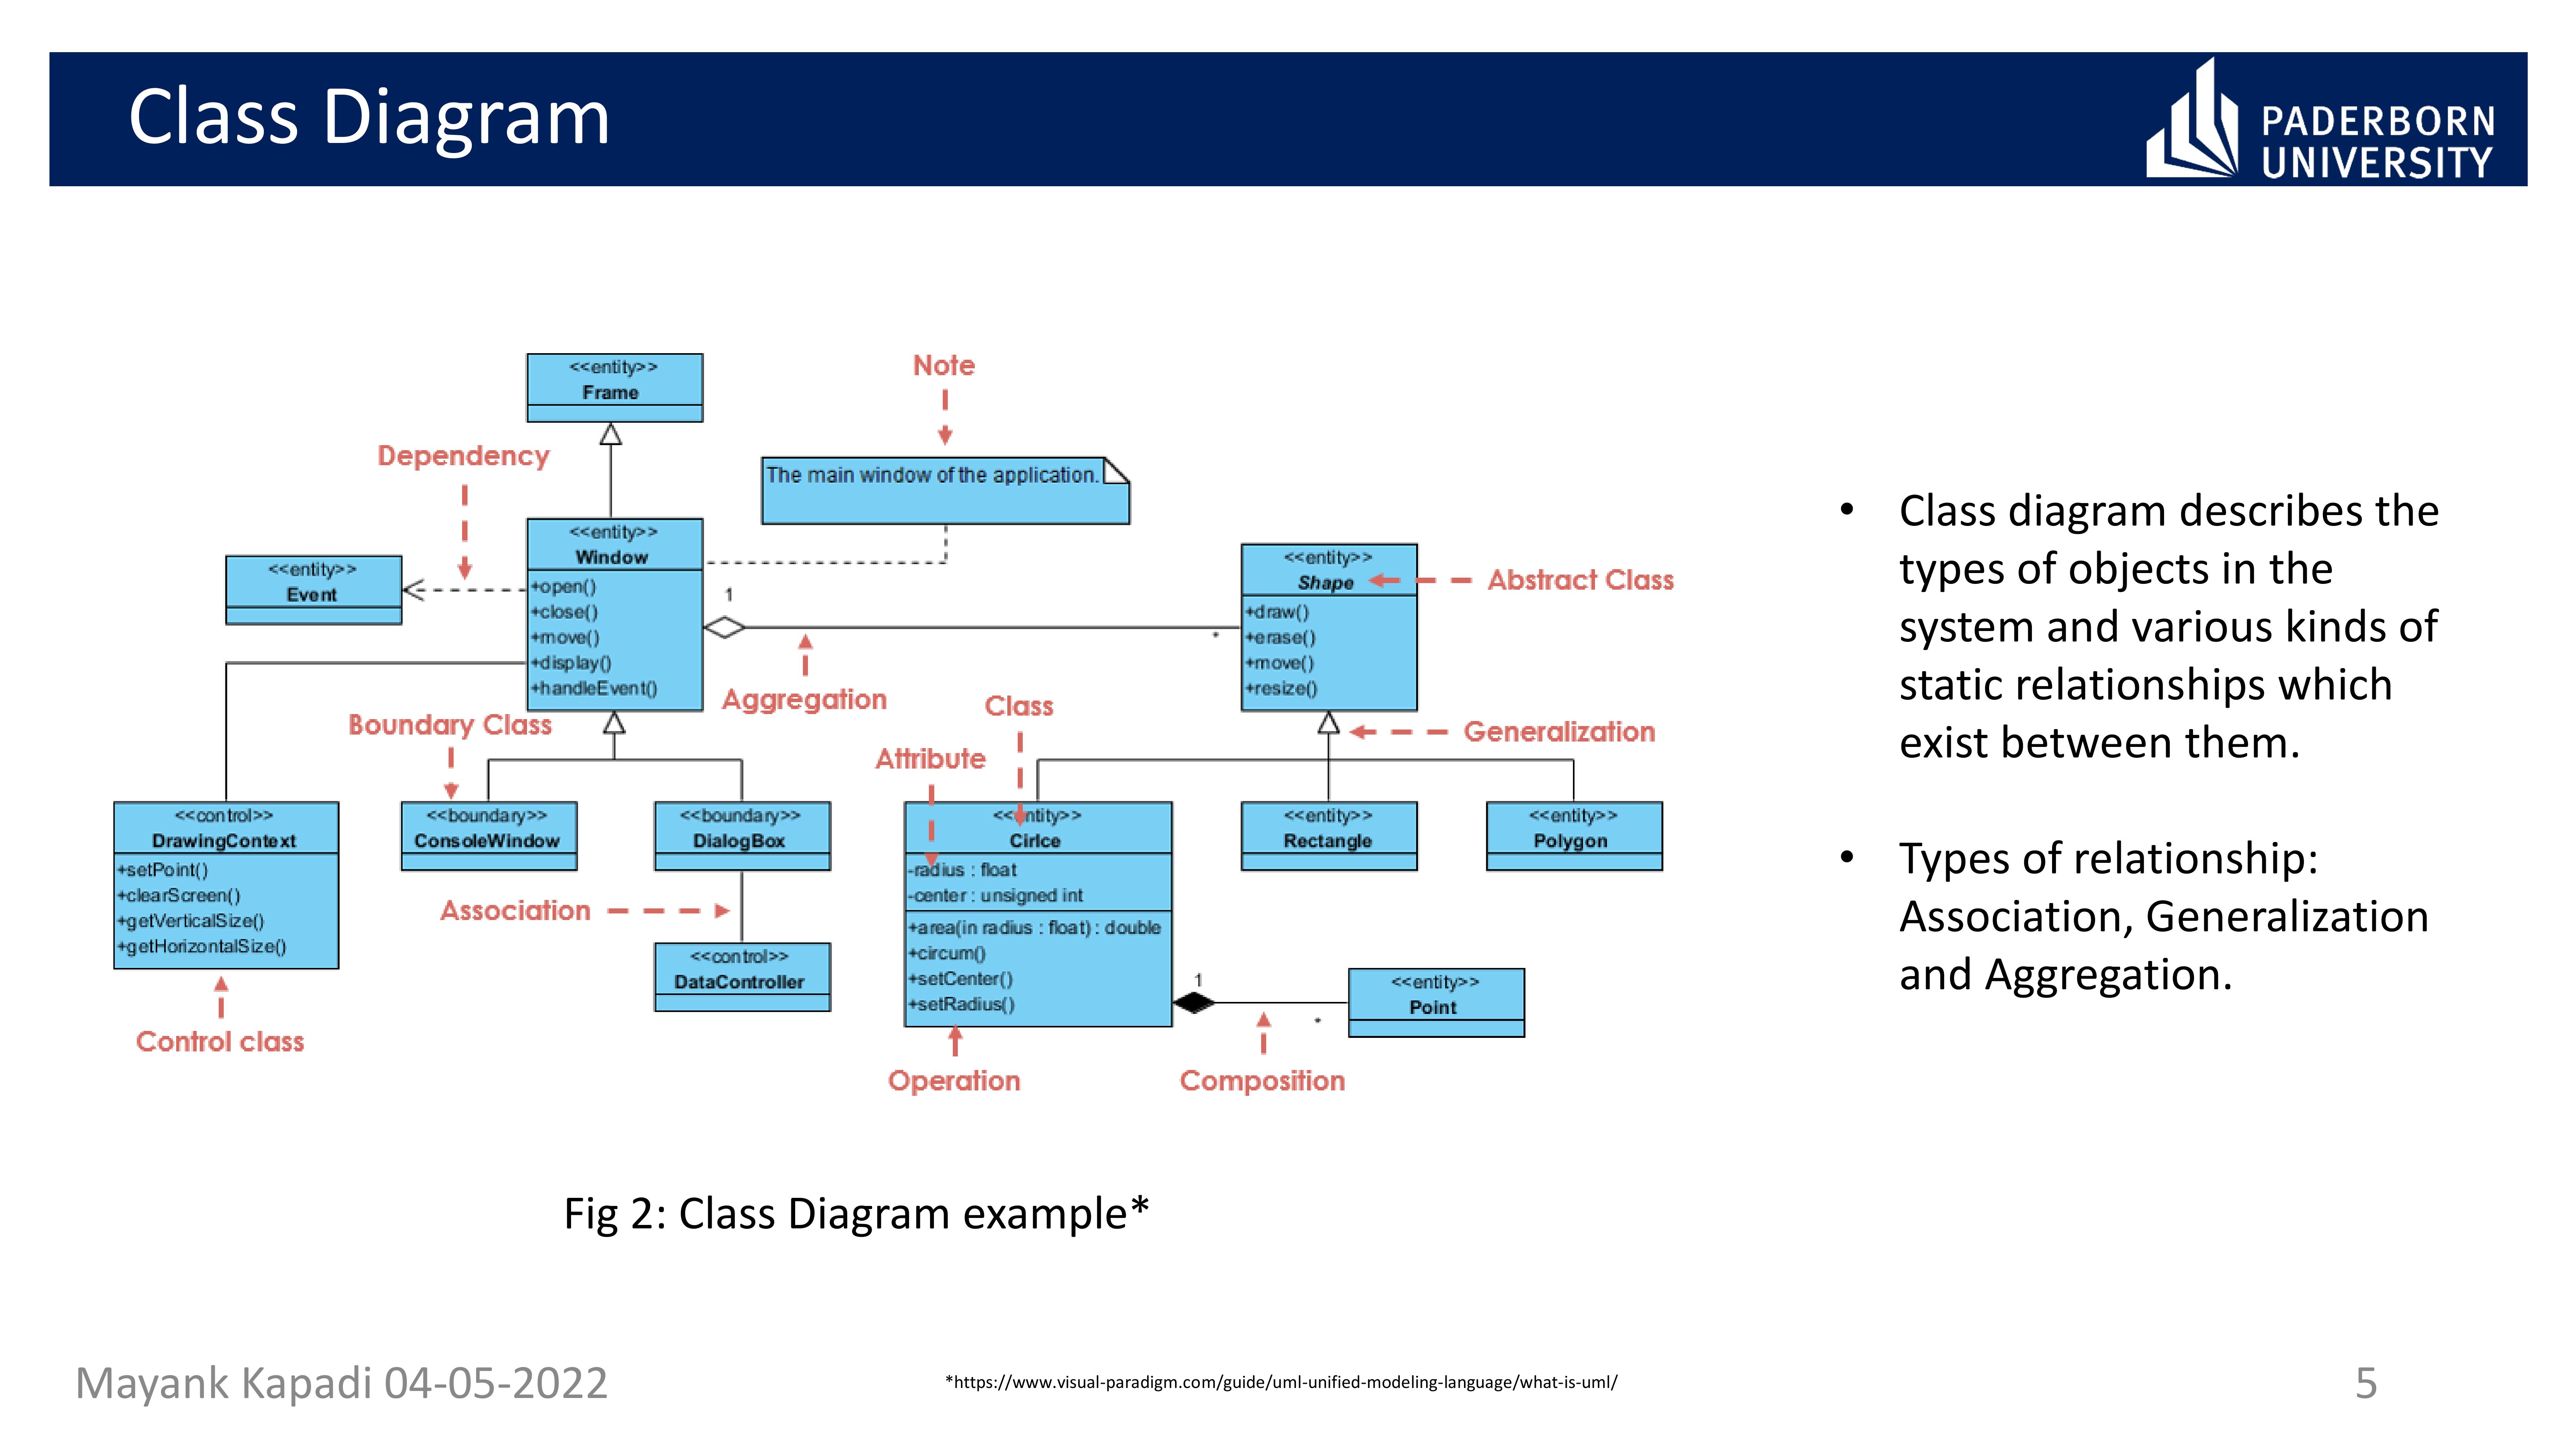 Class Diagram
PADERBORN
UNIVERSITY
<<entity>>
Frame
Note
Dependency
The main window of the application.
<<entity>>
Window
+open()
+close()
+move()
+display()
+handleEvent()
<<entity>>
Event
1
*
<<entity>>
Shape
+draw()
+erase()
+move()
+resize()
Abstract Class
Aggregation
Class
Boundary Class
Generalization
Attribute
<<control>>
DrawingContext
+setPoint()
+clearScreen()
+getVerticalSize()
+getHorizontalSize()
<<boundary>>
ConsoleWindow
<<boundary>>
DialogBox
<<entity>>
Cirlce
-radius : float
-center : unsigned int
+area(in radius : float) : double
+circum()
+setCenter()
+setRadius()
<<entity>>
Rectangle
<<entity>>
Polygon
Association
<<control>>
DataController
1
*
<<entity>>
Point
Control class
Operation
Composition
• Class diagram describes the
types of objects in the
system and various kinds of
static relationships which
exist between them.
• Types of relationship:
Association, Generalization
and Aggregation.
Fig 2: Class Diagram example*
Mayank Kapadi 04-05-2022
*https://www.visual-paradigm.com/guide/uml-unified-modeling-language/what-is-uml/
5